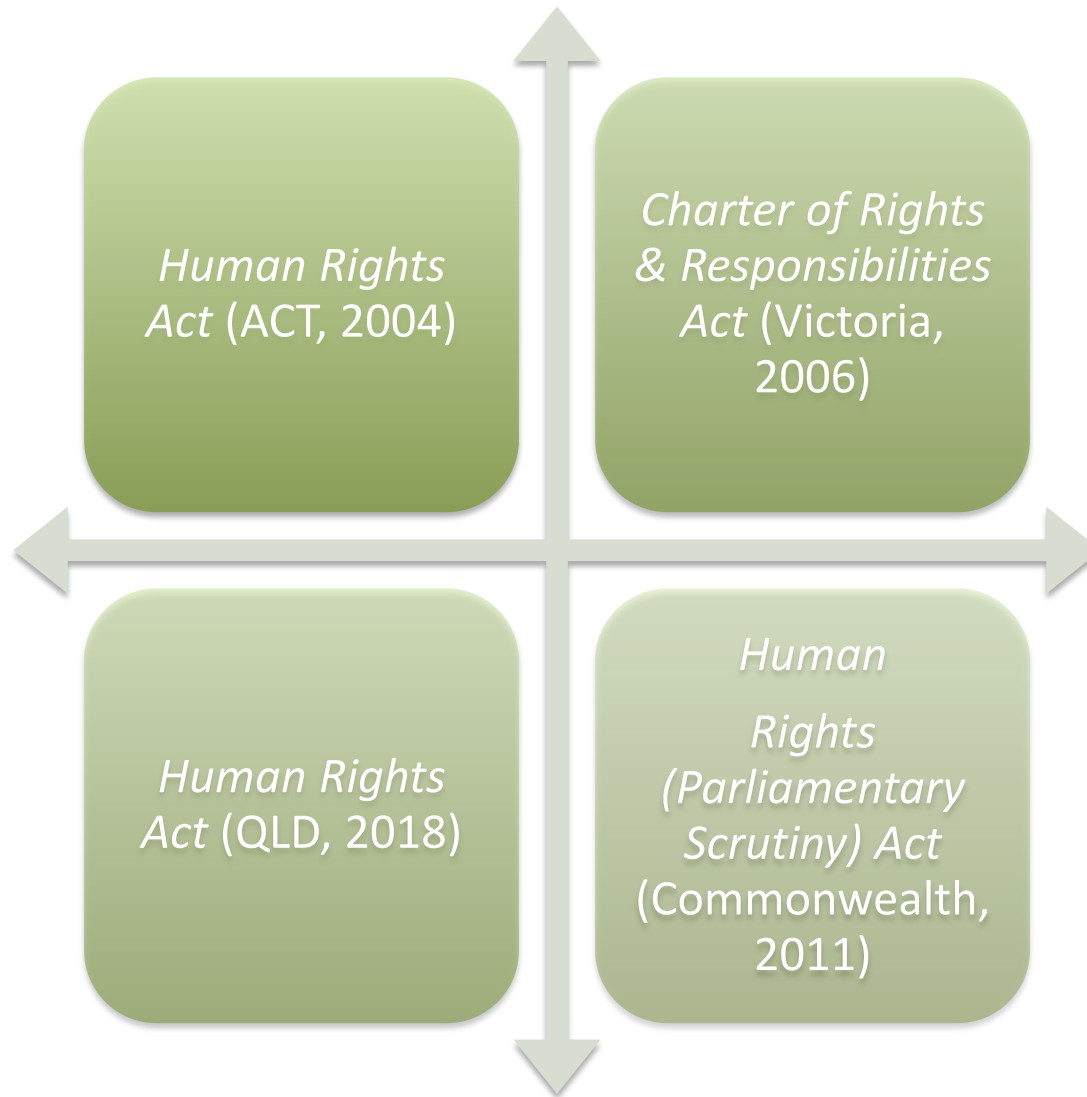 Human Rights
Act (ACT, 2004)
Charter of Rights
& Responsibilities
Act (Victoria,
2006)
Human Rights
Act (QLD, 2018)
Human
Rights
(Parliamentary
Scrutiny) Act
(Commonwealth,
2011)